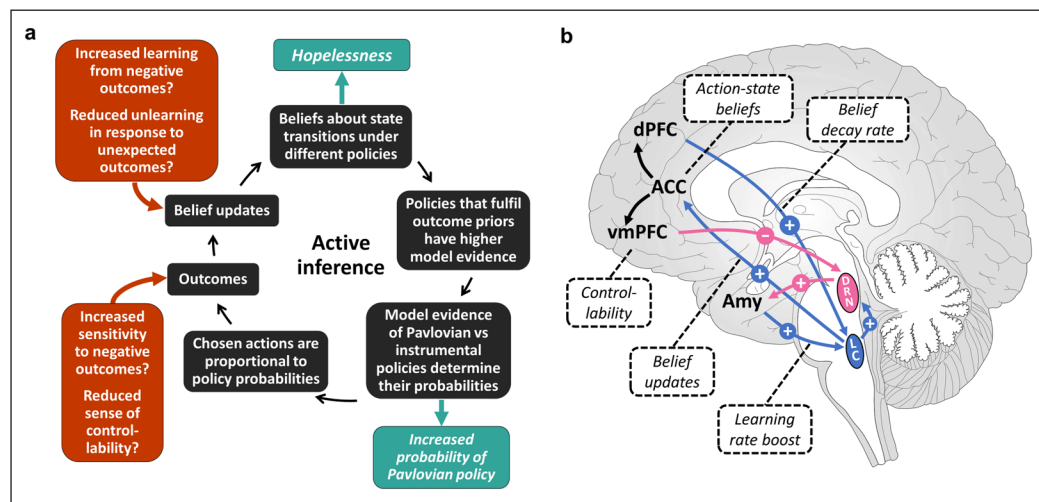 a
Increased learning
from negative
outcomes?
Reduced unlearning
in response to
unexpected
outcomes?
Hopelessness
Beliefs about state
transitions under
different policies
Belief updates
Policies that fulfil
outcome priors
have higher
model evidence
Active
inference
Outcomes
Increased
sensitivity
to negative
outcomes?
Reduced
sense of
control-
lability?
Chosen actions are
proportional to
policy probabilities
Model evidence
of Pavlovian vs
instrumental
policies determine
their probabilities
Increased
probability of
Pavlovian policy
b
Action-state
beliefs
Belief
decay rate
dPFC
ACC
vmPFC
+
−
+
+
DRN
Amy
+
LC
+
Control-
lability
Belief
updates
Learning
rate boost